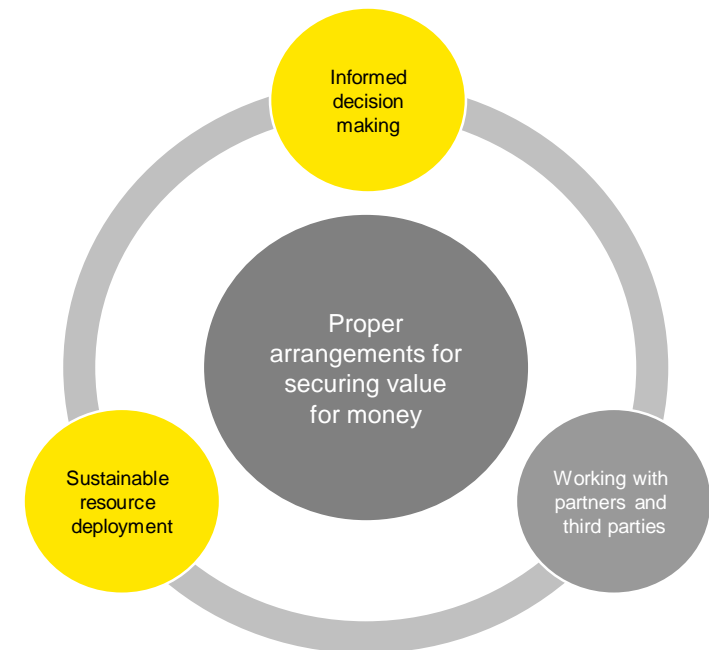 Informed
decision
making
Proper
arrangements for
securing value
for money
Sustainable
resource
deployment
Working with
partners and
third parties